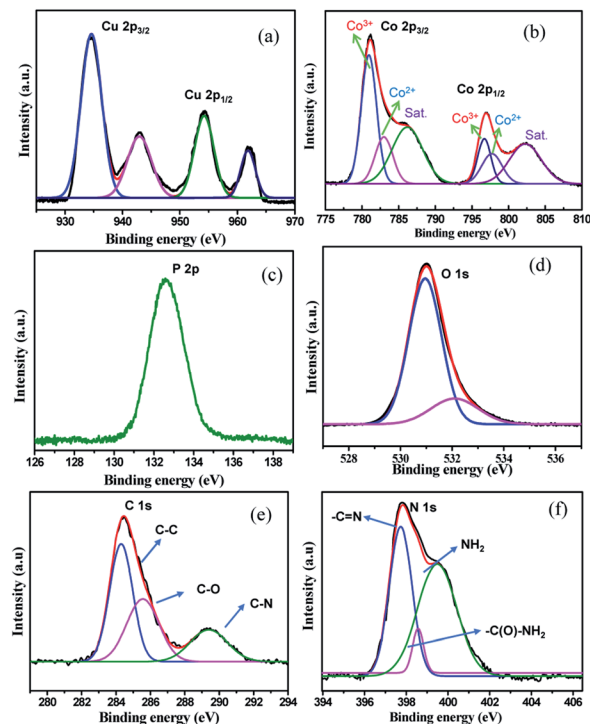 Cu 2p3/2
(a)
Cu 2p1/2
Intensity (a.u.)
930 940 950 960 970
Binding energy (eV)
Co3+ Co 2p3/2
(b)
Co2+
Sat.
Co 2p1/2
Co3+ Co2+
Sat.
Intensity (a.u.)
775 780 785 790 795 800 805 810
Binding energy (eV)
P 2p
(c)
Intensity (a.u.)
126 128 130 132 134 136 138
Binding energy (eV)
O 1s
(d)
Intensity (a.u.)
528 530 532 534 536
Binding energy (eV)
C 1s
(e)
C-C
C-O
C-N
Intensity (a.u)
280 282 284 286 288 290 292 294
Binding energy (eV)
-C=N
N 1s
(f)
NH2
-C(O)-NH2
Intensity (a.u.)
394 396 398 400 402 404 406
Binding energy (eV)